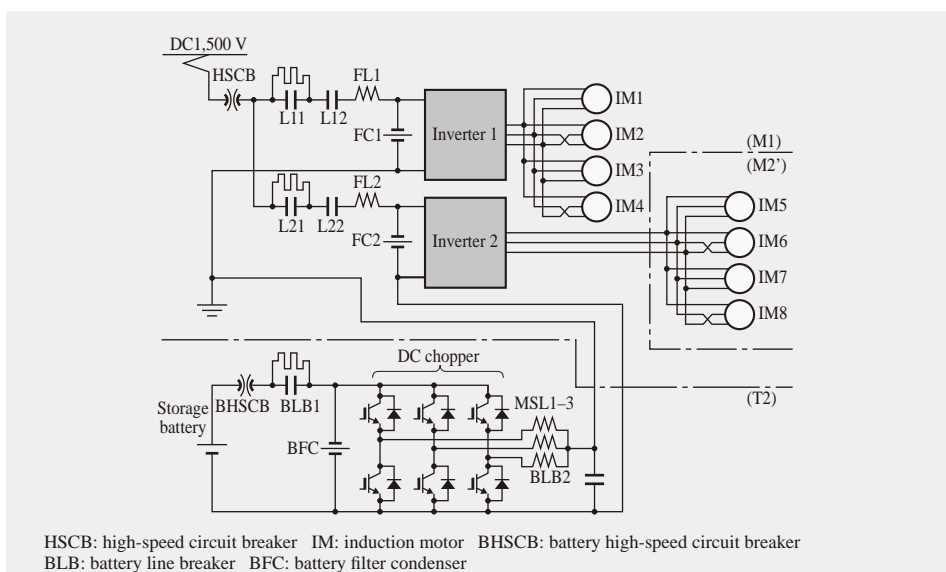 DC1,500 V
HSCB
FL1
L11 L12
FC1
Inverter 1
IM1
IM2
IM3
IM4
(M1)
(M2')
FL2
L21 L22
FC2
Inverter 2
IM5
IM6
IM7
IM8
DC chopper
(T2)
BHSCB BLB1
Storage
battery
BFC
MSL1–3
BLB2
HSCB: high-speed circuit breaker IM: induction motor BHSCB: battery high-speed circuit breaker
BLB: battery line breaker BFC: battery filter condenser